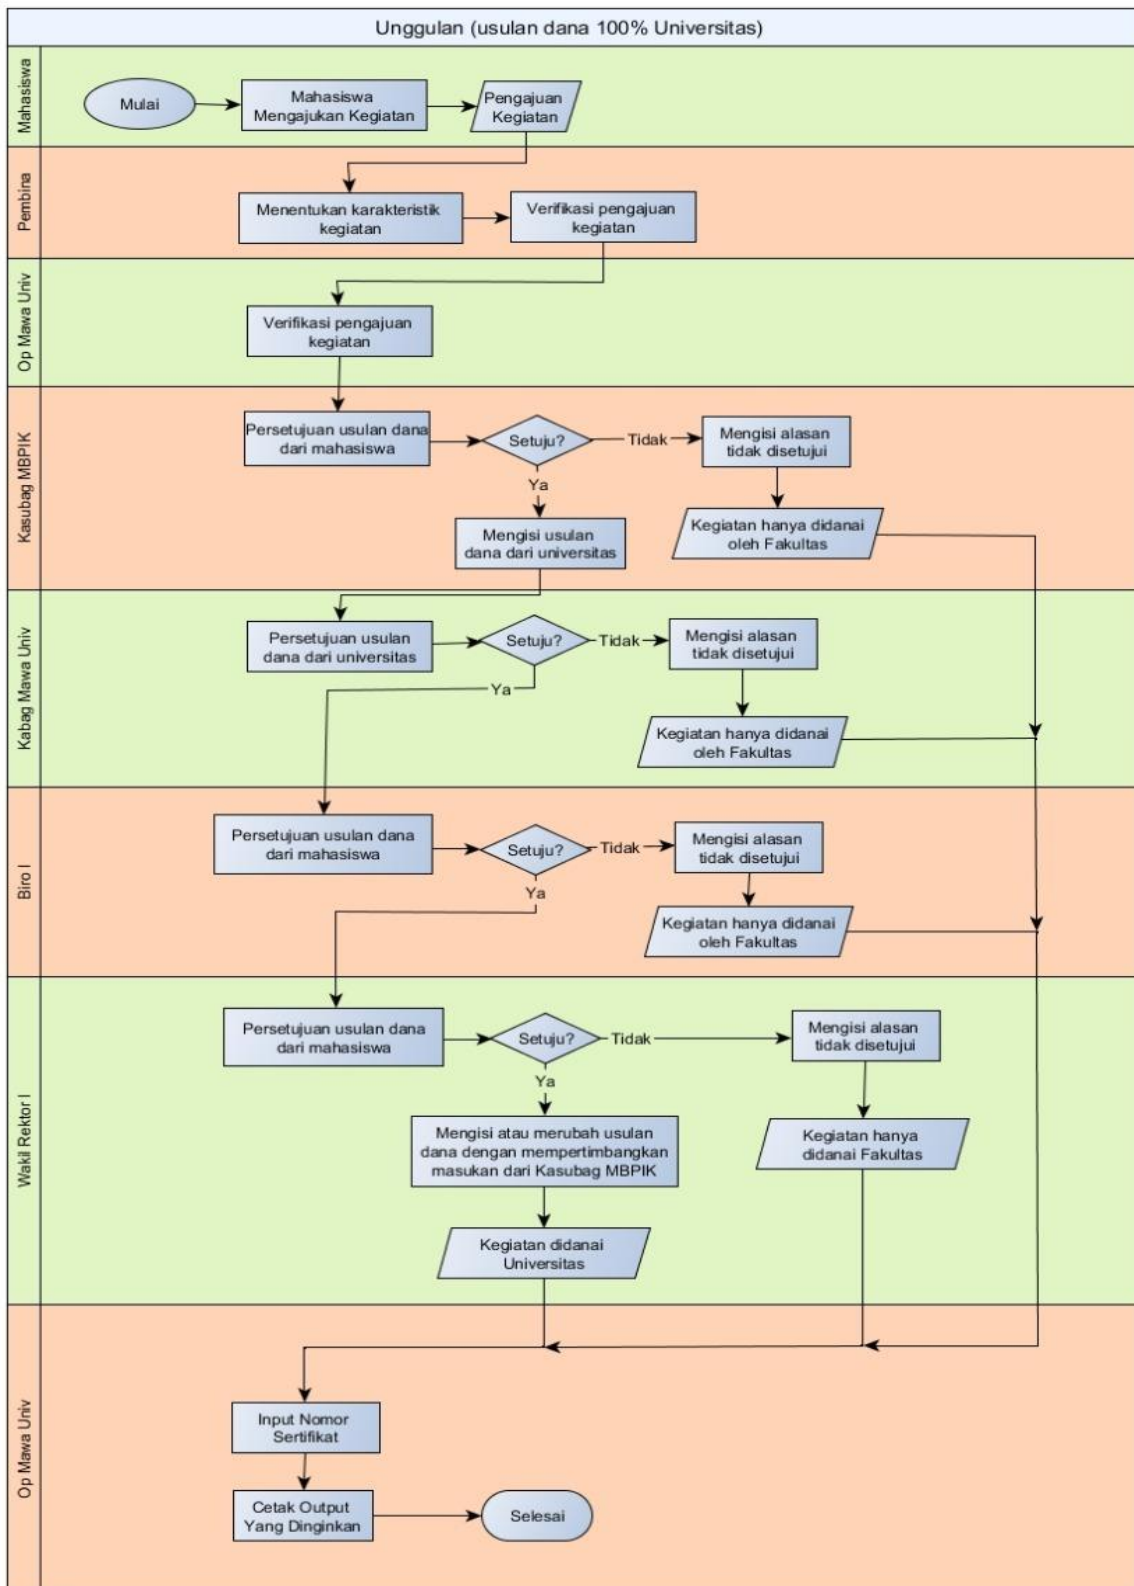 Unggulan (usulan dana 100% Universitas)
Mahasiswa
Mulai
Mahasiswa
Mengajukan Kegiatan
Pengajuan
Kegiatan
Pembina
Menentukan karakteristik
kegiatan
Verifikasi pengajuan
kegiatan
Op Mawa Univ
Verifikasi pengajuan
kegiatan
Kasubag MBPIK
Persetujuan usulan dana
dari mahasiswa
Setuju?
Tidak
Mengisi alasan
tidak disetujui
Ya
Mengisi usulan
dana dari universitas
Kegiatan hanya didanai
oleh Fakultas
Kabag Mawa Univ
Persetujuan usulan
dana dari universitas
Setuju?
Tidak
Mengisi alasan
tidak disetujui
Ya
Kegiatan hanya didanai
oleh Fakultas
Biro I
Persetujuan usulan dana
dari mahasiswa
Setuju?
Tidak
Mengisi alasan
tidak disetujui
Ya
Kegiatan hanya didanai
oleh Fakultas
Wakil Rektor I
Persetujuan usulan dana
dari mahasiswa
Setuju?
Tidak
Mengisi alasan
tidak disetujui
Ya
Mengisi atau merubah usulan
dana dengan mempertimbangkan
masukan dari Kasubag MBPIK
Kegiatan hanya
didanai Fakultas
Kegiatan didanai
Universitas
Op Mawa Univ
Input Nomor
Sertifikat
Cetak Output
Yang Dinginkan
Selesai